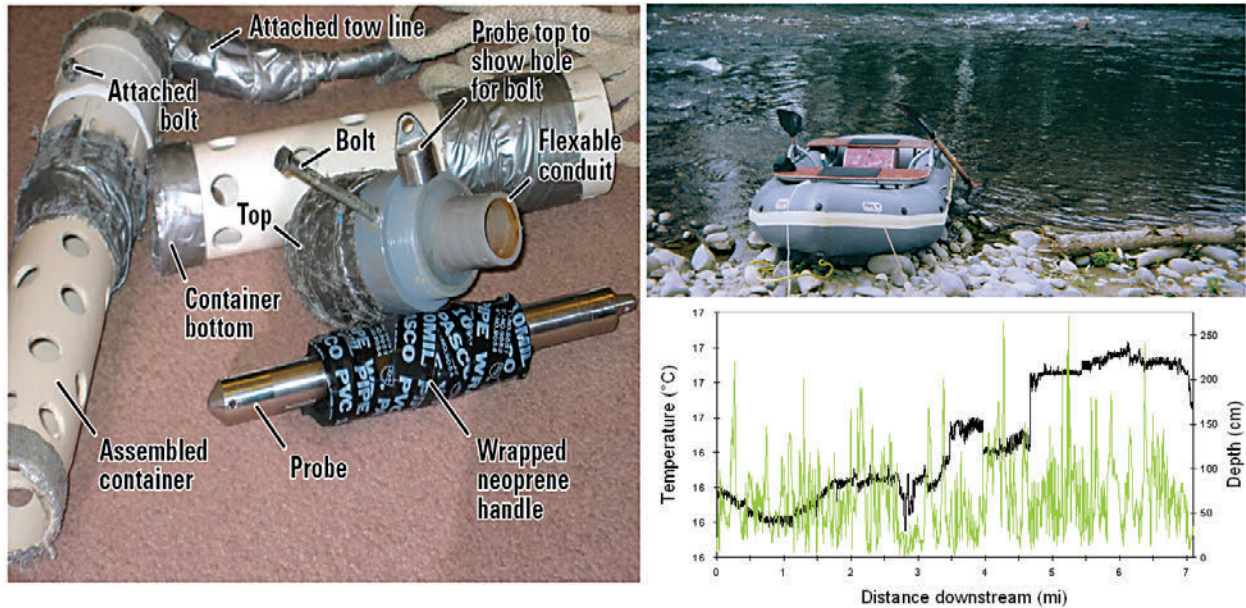 Attached tow line
Attached
bolt
Probe top to
show hole
for bolt
Bolt
Flexable
conduit
Top
Container
bottom
Assembled
container
Probe
Wrapped
neoprene
handle
PIPE
PVC
Temperature (°C)
17
17
17
17
16
16
16
16
0
1
2
3
4
5
6
7
Distance downstream (mi)
250
200
150
100
50
0
Depth (cm)